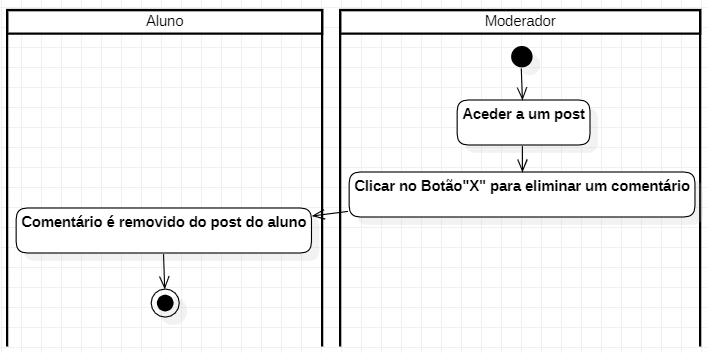 Aluno
Moderador
Aceder a um post
Clicar no Botão"X" para eliminar um comentário
Comentário é removido do post do aluno